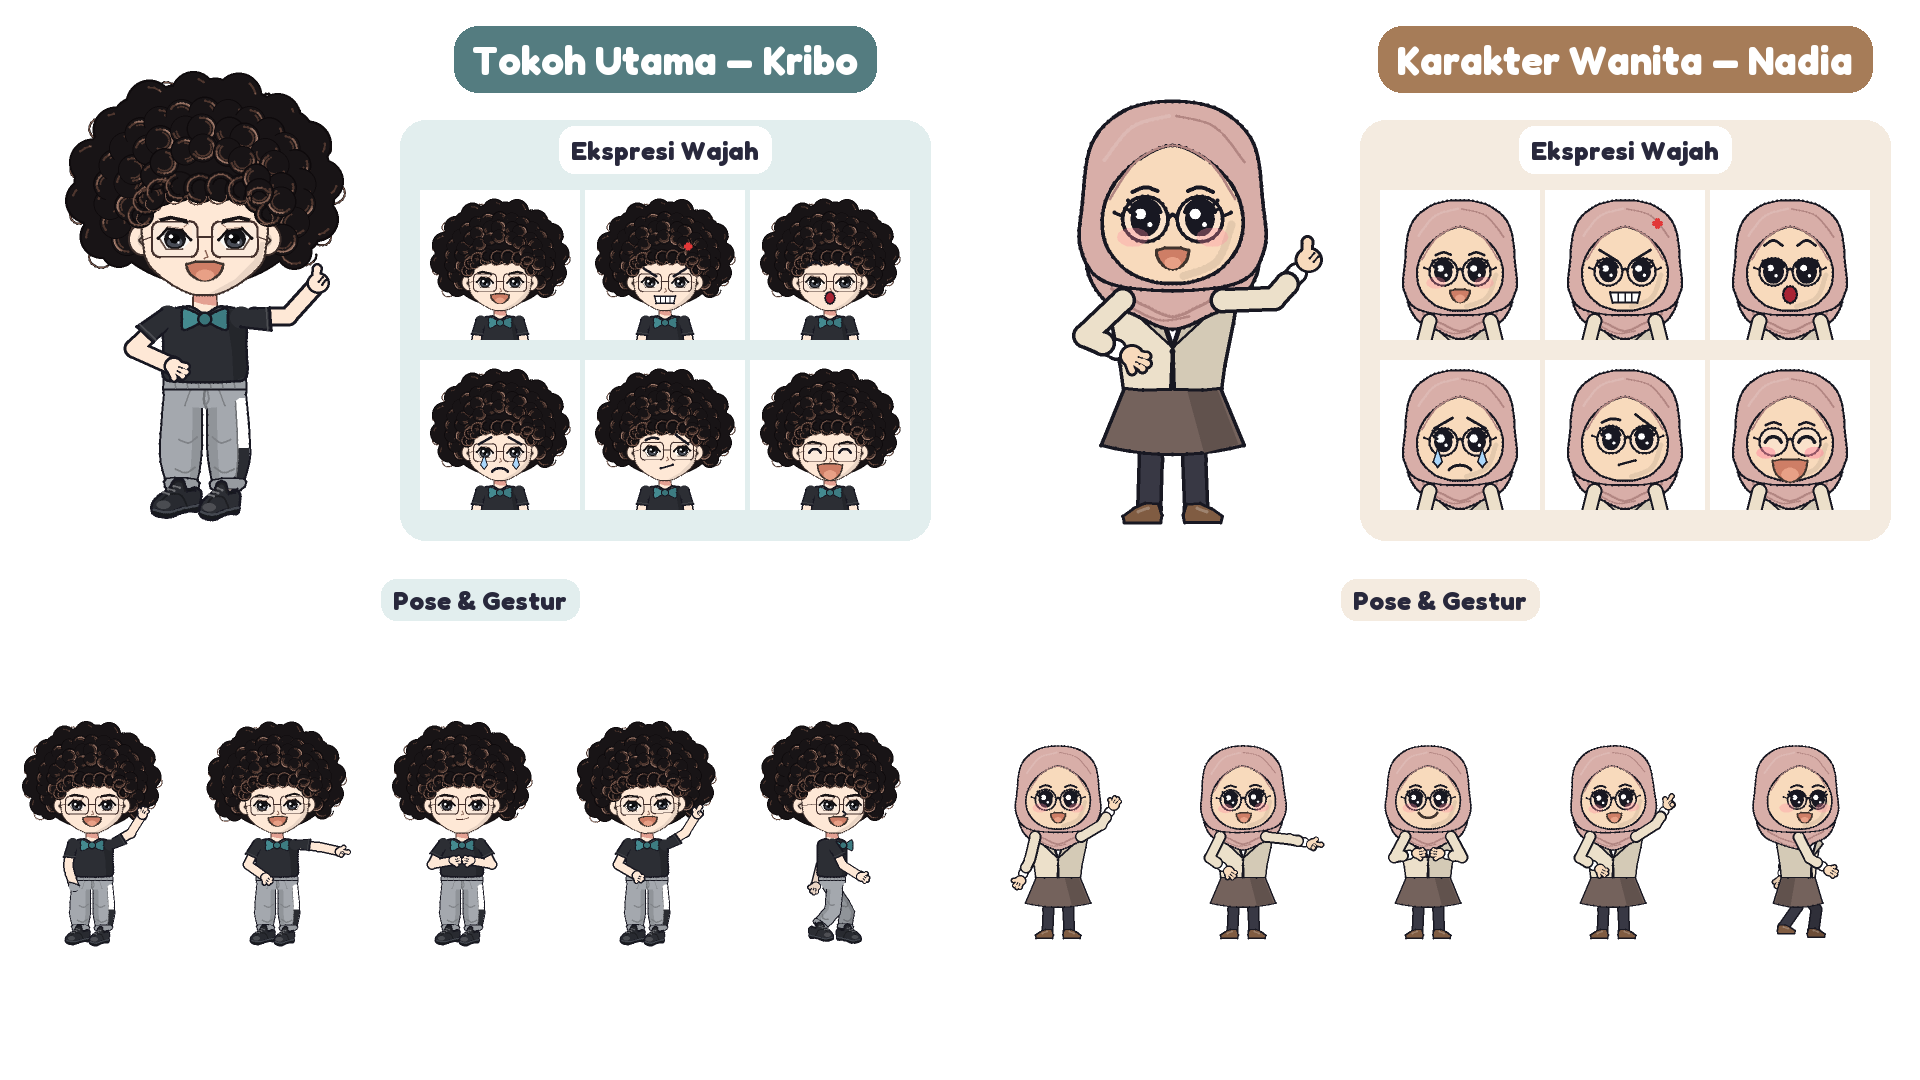 Tokoh Utama — Kribo
Ekspresi Wajah
Pose & Gestur
Karakter Wanita — Nadia
Ekspresi Wajah
Pose & Gestur